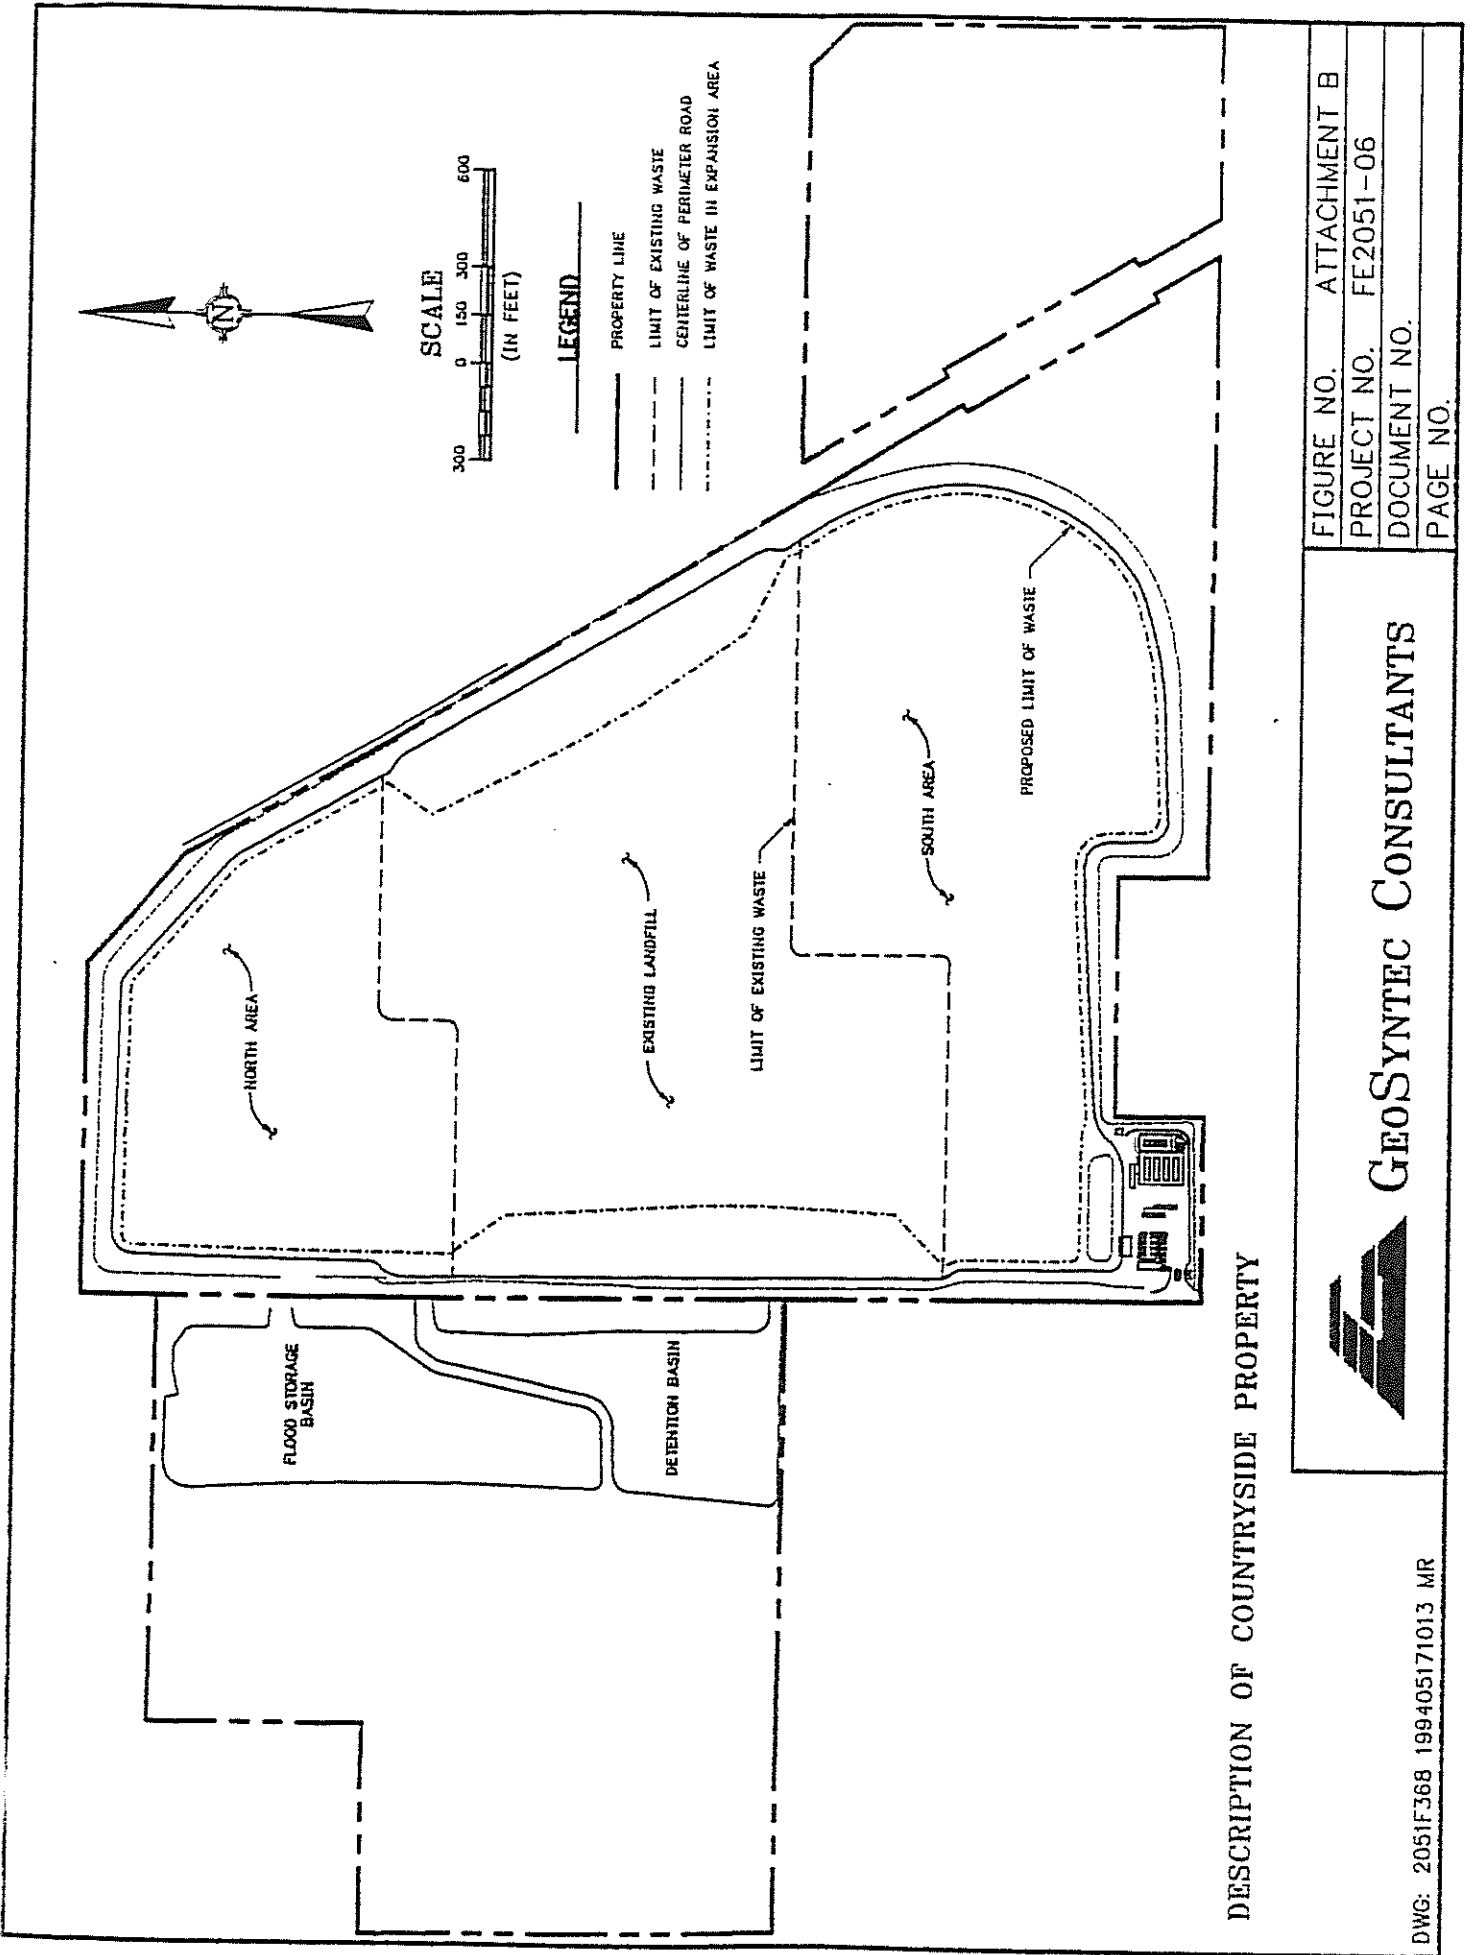 N
SCALE
300 0 150 300 600
(IN FEET)
LEGEND
PROPERTY LINE
LIMIT OF EXISTING WASTE
CENTERLINE OF PERIMETER ROAD
LIMIT OF WASTE IN EXPANSION AREA
FLOOD STORAGE
BASIN
DETENTION BASIN
NORTH AREA
EXISTING LANDFILL
LIMIT OF EXISTING WASTE
SOUTH AREA
PROPOSED LIMIT OF WASTE
DESCRIPTION OF COUNTRYSIDE PROPERTY
GEOSYNTEC CONSULTANTS
FIGURE NO. ATTACHMENT B
PROJECT NO. FE2051-06
DOCUMENT NO.
PAGE NO.
DWG: 2051F368 199405171013 MR